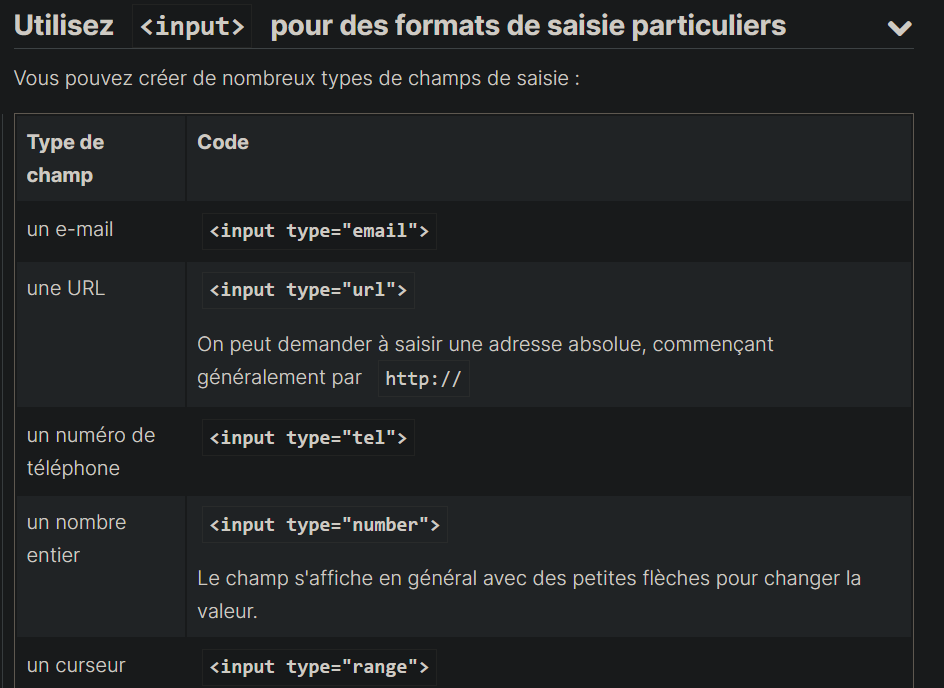 Utilisez <input> pour des formats de saisie particuliers
Vous pouvez créer de nombreux types de champs de saisie :
Type de
champ
Code
un e-mail
<input type="email">
une URL
<input type="url">
On peut demander à saisir une adresse absolue, commençant
généralement par http://
un numéro de
téléphone
<input type="tel">
un nombre
entier
<input type="number">
Le champ s'affiche en général avec des petites flèches pour changer la
valeur.
un curseur
<input type="range">